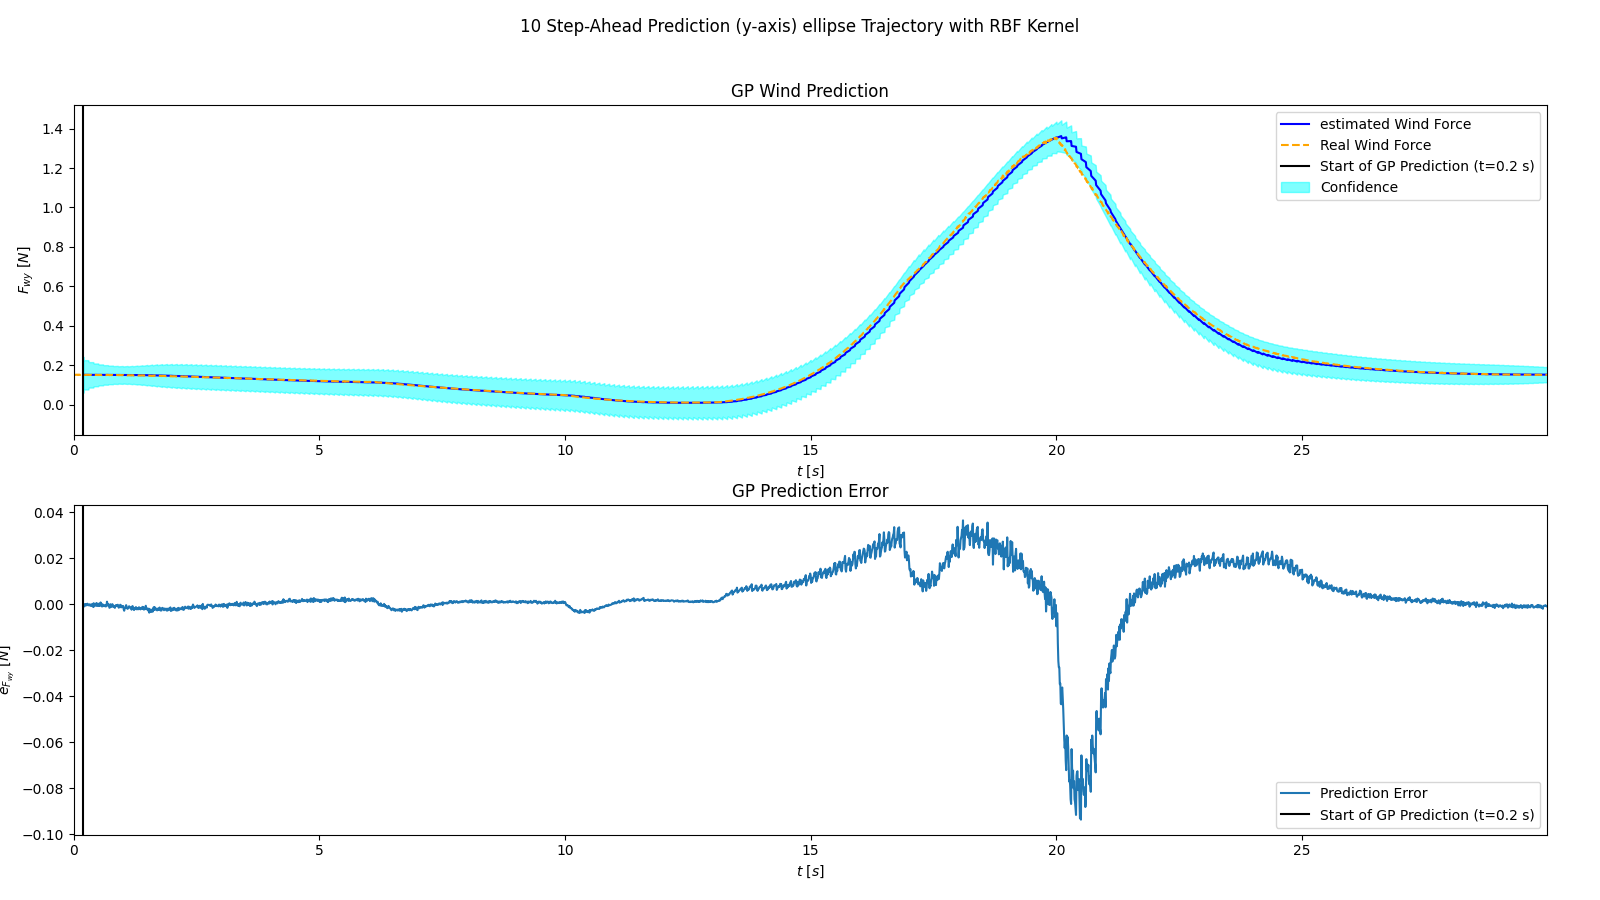 10 Step-Ahead Prediction (y-axis) ellipse Trajectory with RBF Kernel
GP Wind Prediction
1.4
1.2
1.0
0.8
0.6
0.4
0.2
0.0
F_wy [N]
estimated Wind Force
Real Wind Force
Start of GP Prediction (t=0.2 s)
Confidence
0 5 10 15 20 25
t [s]
GP Prediction Error
0.04
0.02
0.00
−0.02
−0.04
−0.06
−0.08
−0.10
e_F_wy [N]
Prediction Error
Start of GP Prediction (t=0.2 s)
0 5 10 15 20 25
t [s]